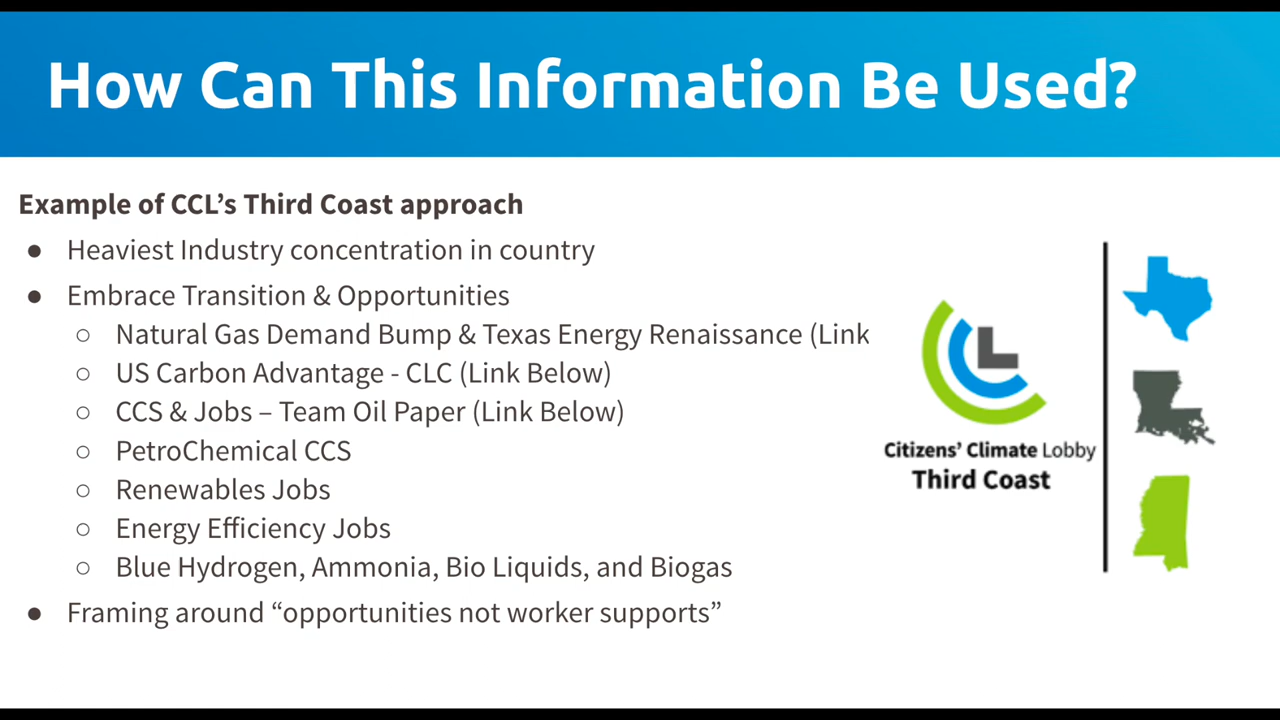 How Can This Information Be Used?
Example of CCL’s Third Coast approach
● Heaviest Industry concentration in country
● Embrace Transition & Opportunities
○ Natural Gas Demand Bump & Texas Energy Renaissance (Link
○ US Carbon Advantage - CLC (Link Below)
○ CCS & Jobs – Team Oil Paper (Link Below)
○ PetroChemical CCS
○ Renewables Jobs
○ Energy Efficiency Jobs
○ Blue Hydrogen, Ammonia, Bio Liquids, and Biogas
● Framing around “opportunities not worker supports”
Citizens’ Climate Lobby
Third Coast